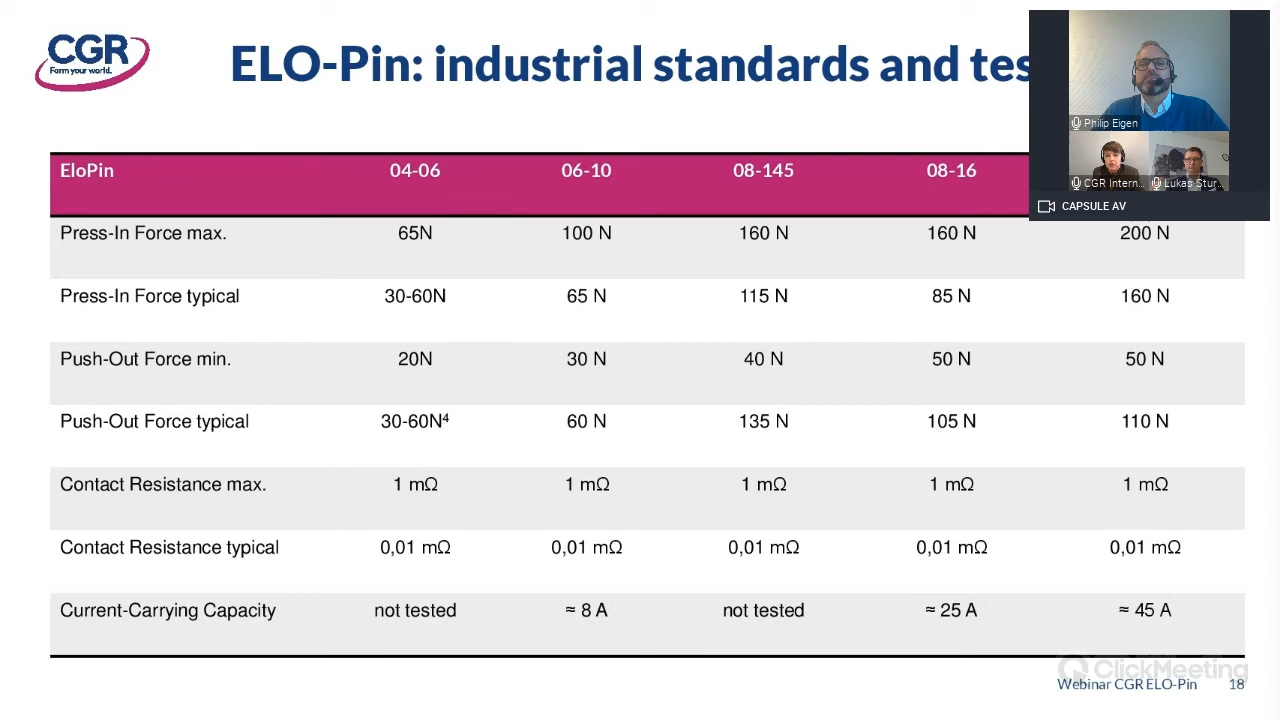 CGR
Form your world.
ELO-Pin: industrial standards and tes
Philip Eigen
CGR Intern...
Lukas Stur...
CAPSULE AV
EloPin 04-06 06-10 08-145 08-16
Press-In Force max. 65N 100 N 160 N 160 N 200 N
Press-In Force typical 30-60N 65 N 115 N 85 N 160 N
Push-Out Force min. 20N 30 N 40 N 50 N 50 N
Push-Out Force typical 30-60N⁴ 60 N 135 N 105 N 110 N
Contact Resistance max. 1 mΩ 1 mΩ 1 mΩ 1 mΩ 1 mΩ
Contact Resistance typical 0,01 mΩ 0,01 mΩ 0,01 mΩ 0,01 mΩ 0,01 mΩ
Current-Carrying Capacity not tested ≈ 8 A not tested ≈ 25 A ≈ 45 A
ClickMeeting
Webinar CGR ELO-Pin 18